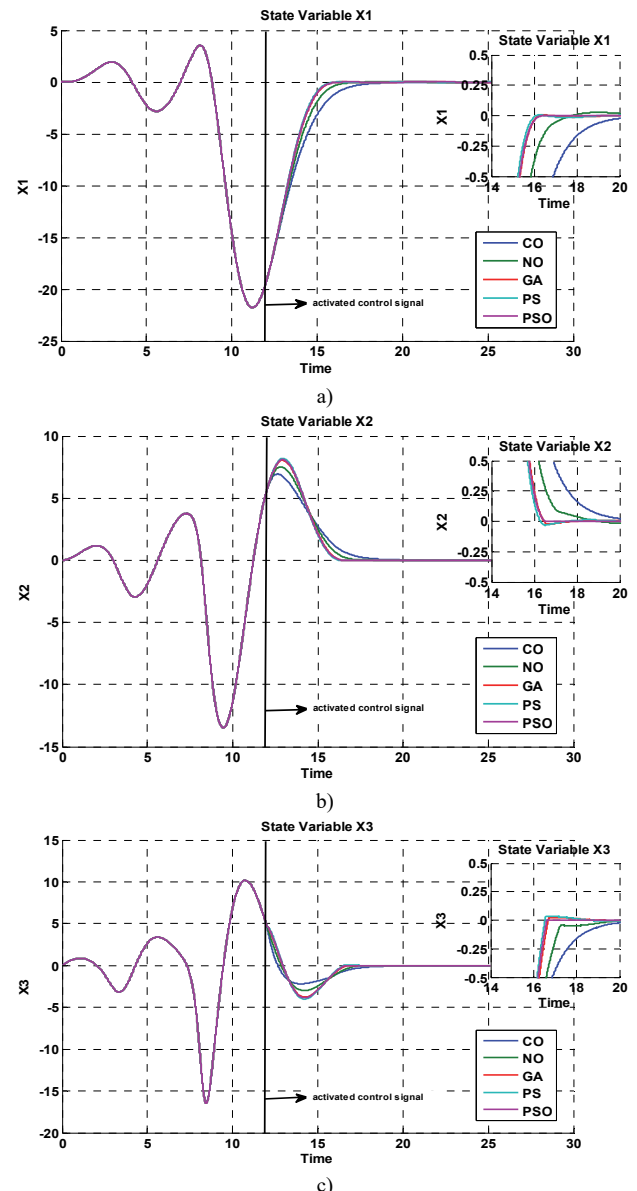 State Variable X1
5
0
-5
-10
-15
-20
-25
X1
0 5 10 15 20 25 30
Time
activated control signal
CO
NO
GA
PS
PSO
State Variable X1
0.5
0.25
0
-0.25
-0.5
X1
14 16 18 20
Time
a)
State Variable X2
10
5
0
-5
-10
-15
X2
0 5 10 15 20 25 30
Time
activated control signal
CO
NO
GA
PS
PSO
State Variable X2
0.5
0.25
0
-0.25
-0.5
X2
14 16 18 20
Time
b)
State Variable X3
15
10
5
0
-5
-10
-15
-20
X3
0 5 10 15 20 25 30
Time
activated control signal
CO
NO
GA
PS
PSO
State Variable X3
0.5
0.25
0
-0.25
-0.5
X3
14 16 18 20
Time
c)